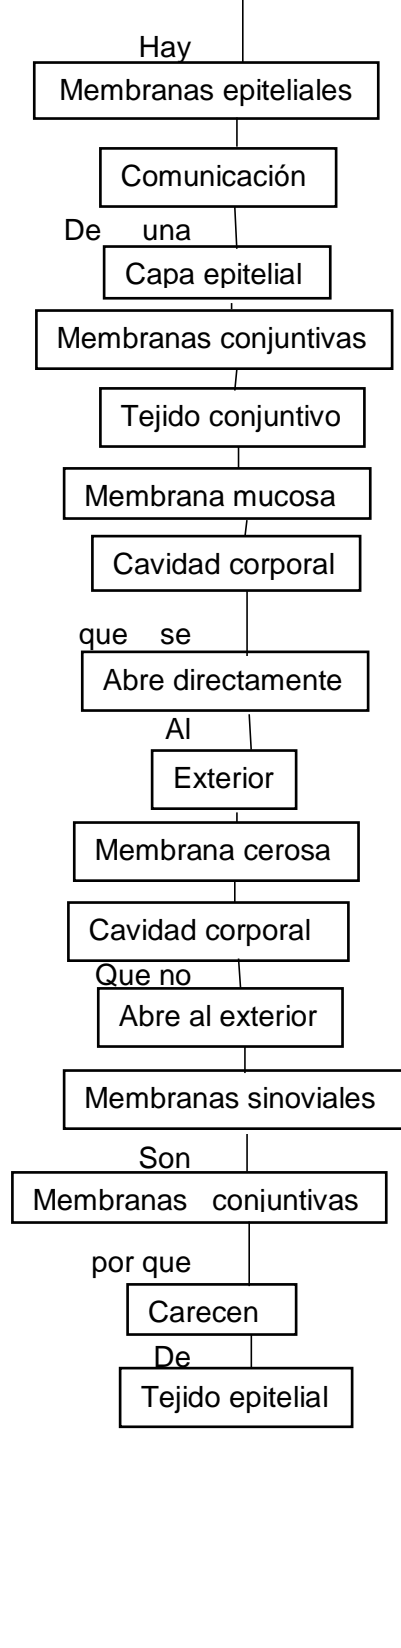 Hay
Membranas epiteliales
Comunicación
De una
Capa epitelial
Membranas conjuntivas
Tejido conjuntivo
Membrana mucosa
Cavidad corporal
que se
Abre directamente
Al
Exterior
Membrana cerosa
Cavidad corporal
Que no
Abre al exterior
Membranas sinoviales
Son
Membranas conjuntivas
por que
Carecen
De
Tejido epitelial